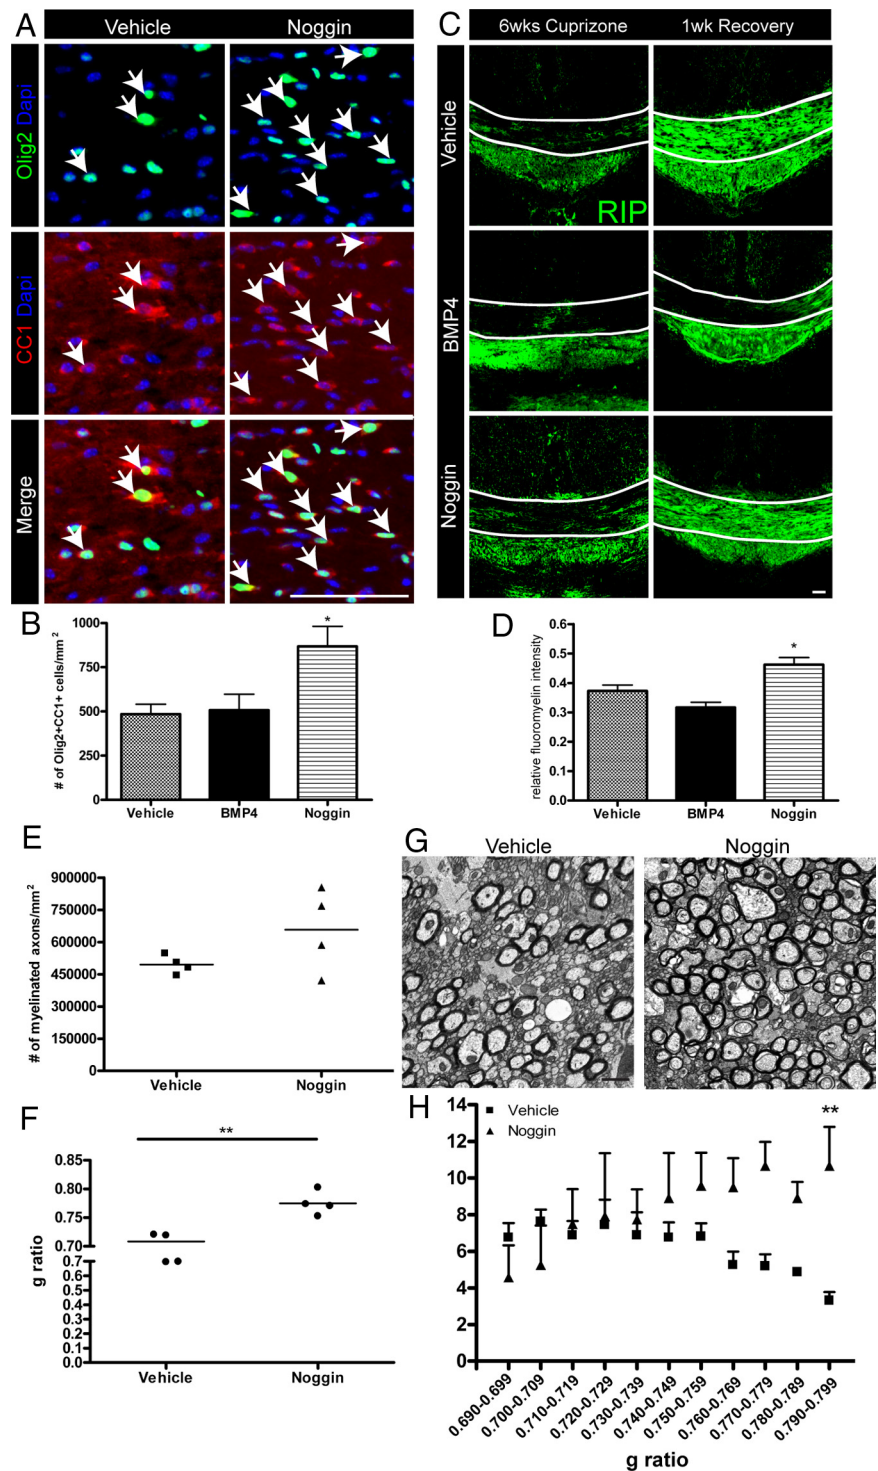 A
Vehicle
Noggin
Olig2 Dapi
CC1 Dapi
Merge
C
6wks Cuprizone
1wk Recovery
Vehicle
RIP
BMP4
Noggin
B
# of Olig2+CC1+ cells/mm²
1000
750
500
250
0
*
Vehicle
BMP4
Noggin
D
relative fluoromyelin intensity
0.6
0.5
0.4
0.3
0.2
0.1
0.0
*
Vehicle
BMP4
Noggin
E
# of myelinated axons/mm²
900000
750000
600000
450000
300000
150000
0
Vehicle
Noggin
G
Vehicle
Noggin
F
**
g ratio
0.85
0.80
0.75
0.70
0.7
0.6
0.5
0.4
0.3
0.2
0.1
0.0
Vehicle
Noggin
H
Vehicle
Noggin
**
14
12
10
8
6
4
2
0
0.690-0.699
0.700-0.709
0.710-0.719
0.720-0.729
0.730-0.739
0.740-0.749
0.750-0.759
0.760-0.769
0.770-0.779
0.780-0.789
0.790-0.799
g ratio